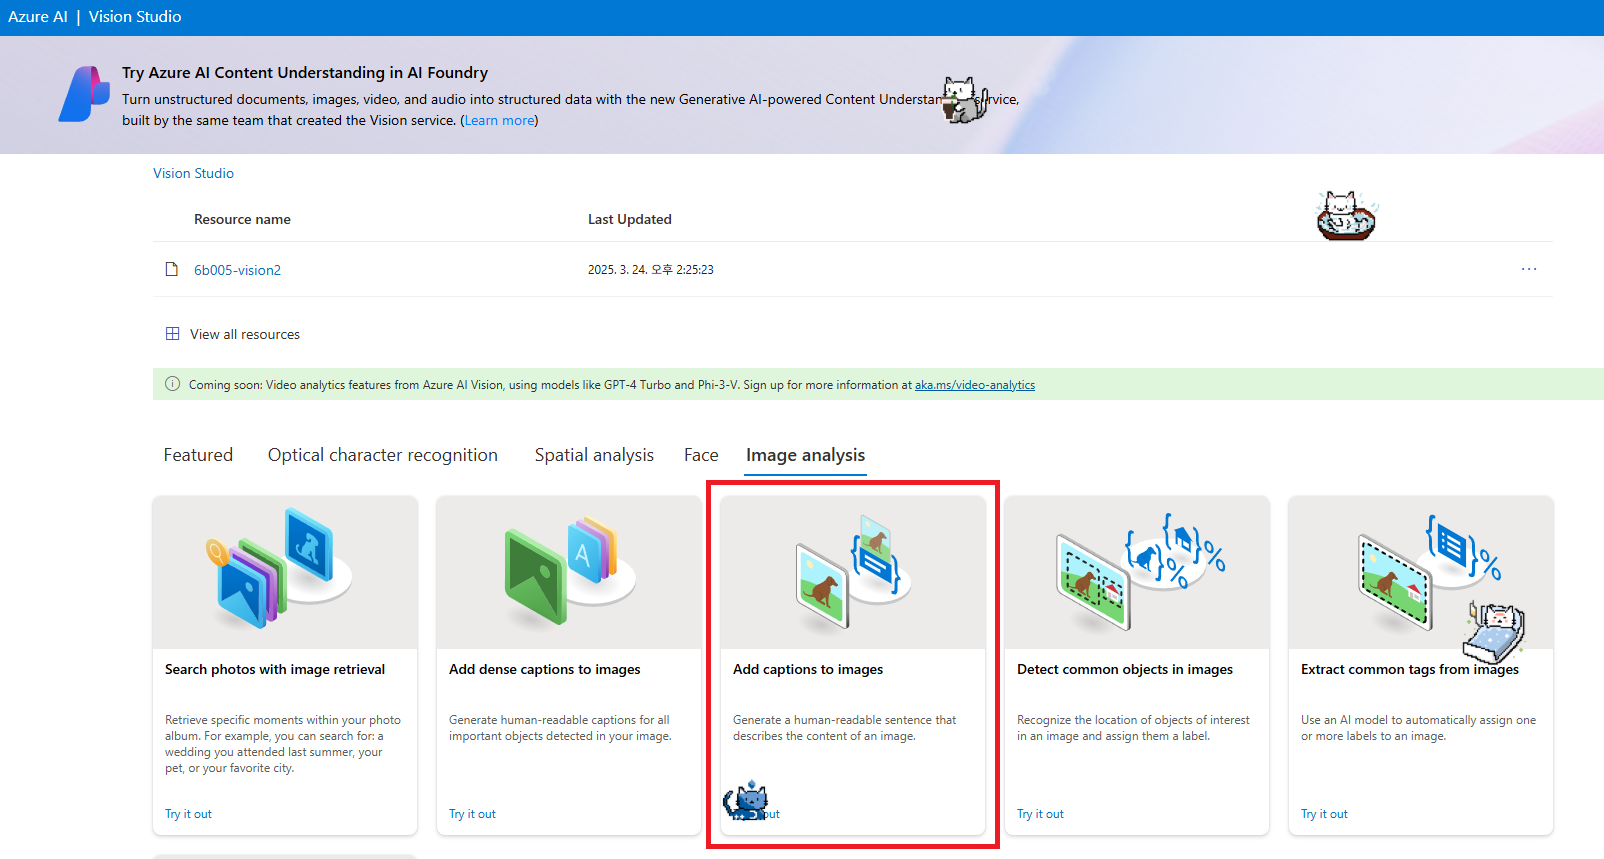 Azure AI | Vision Studio
Try Azure AI Content Understanding in AI Foundry
Turn unstructured documents, images, video, and audio into structured data with the new Generative AI-powered Content
built by the same team that created the Vision service. (Learn more)
Vision Studio
Resource name
Last Updated
6b005-vision2
2025. 3. 24. 오후 2:25:23
View all resources
Coming soon: Video analytics features from Azure AI Vision, using models like GPT-4 Turbo and Phi-3-V. Sign up for more information at aka.ms/video-analytics
Featured
Optical character recognition
Spatial analysis
Face
Image analysis
Search photos with image retrieval
Retrieve specific moments within your photo
album. For example, you can search for: a
wedding you attended last summer, your
pet, or your favorite city.
Try it out
Add dense captions to images
Generate human-readable captions for all
important objects detected in your image.
Try it out
Add captions to images
Generate a human-readable sentence that
describes the content of an image.
out
Detect common objects in images
Recognize the location of objects of interest
in an image and assign them a label.
Try it out
Extract common tags from images
Use an AI model to automatically assign one
or more labels to an image.
Try it out